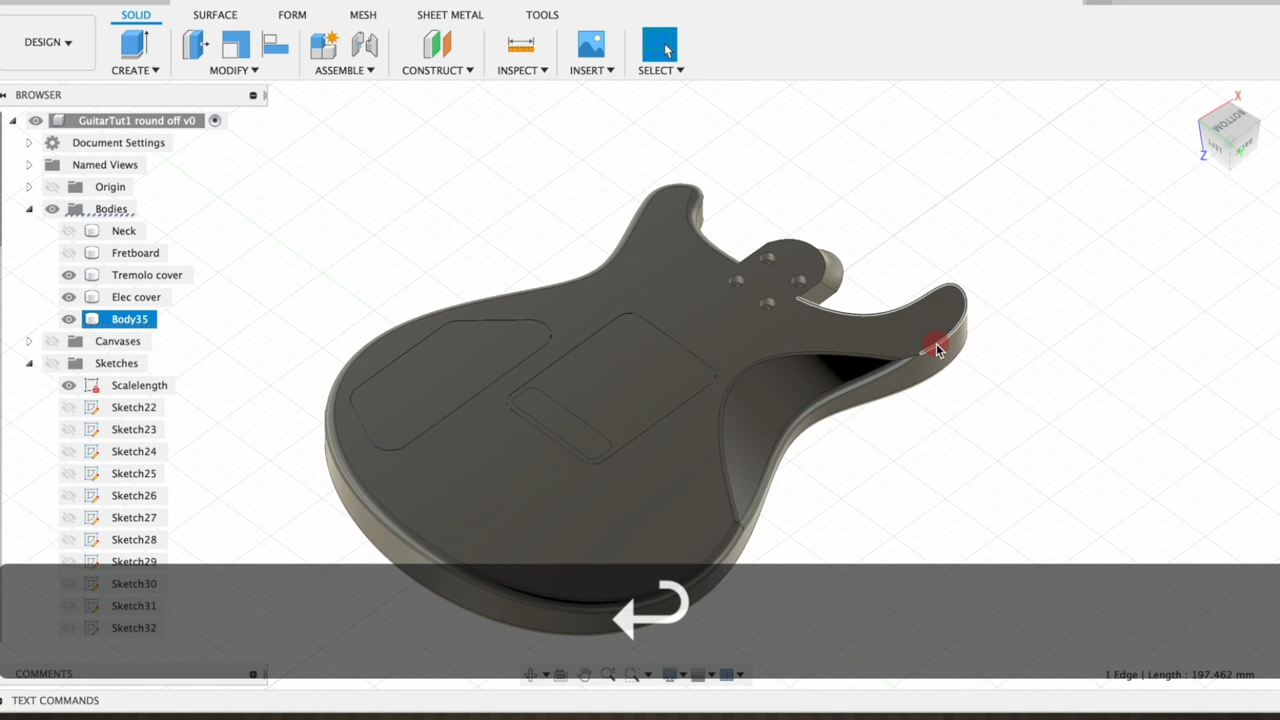 SOLID SURFACE FORM MESH SHEET METAL TOOLS
DESIGN
CREATE MODIFY ASSEMBLE CONSTRUCT INSPECT INSERT SELECT
BROWSER
GuitarTut1 round off v0
Document Settings
Named Views
Origin
Bodies
Neck
Fretboard
Tremolo cover
Elec cover
Body35
Canvases
Sketches
Scalelength
Sketch22
Sketch23
Sketch24
Sketch25
Sketch26
Sketch27
Sketch28
Sketch29
Sketch30
Sketch31
Sketch32
X
BOTTOM
LEFT
BACK
Z
COMMENTS
1 Edge | Length : 197.462 mm
TEXT COMMANDS